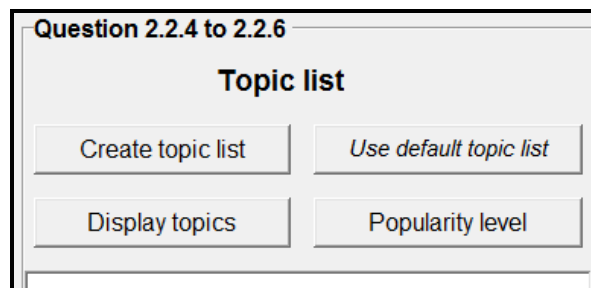 Question 2.2.4 to 2.2.6
Topic list
Create topic list Use default topic list
Display topics Popularity level